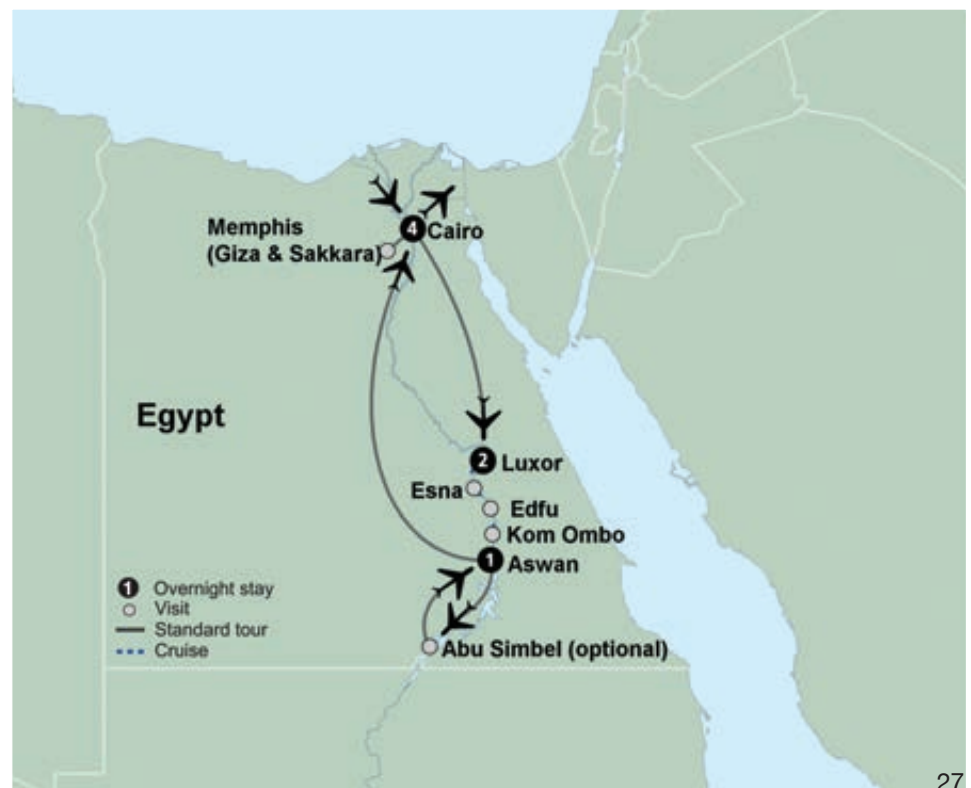 Memphis
(Giza & Sakkara)
4 Cairo
Egypt
2 Luxor
Esna
Edfu
Kom Ombo
1 Aswan
Abu Simbel (optional)
1 Overnight stay
Visit
Standard tour
Cruise
27